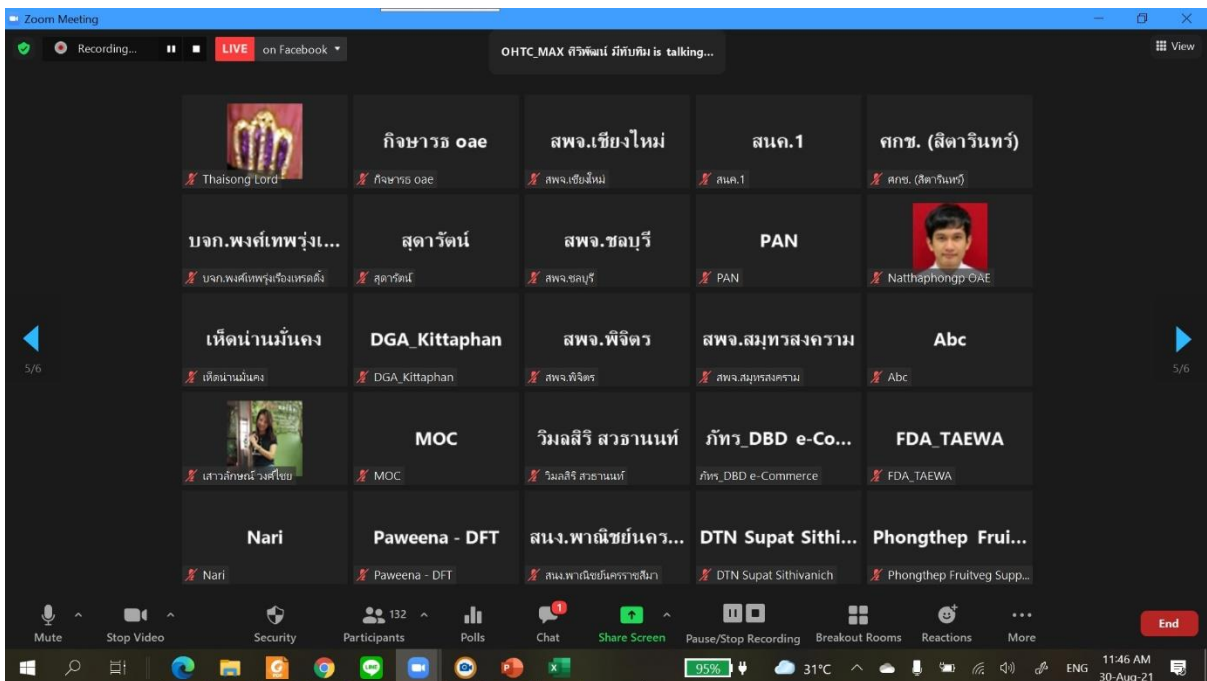 Zoom Meeting
Recording...
LIVE on Facebook
OHTC_MAX ศิวิพัฒน์ มีทับทิม is talking...
View
Thaisong Lord
กิจษารธ oae
กิจษารธ oae
สพจ.เชียงใหม่
สพจ.เชียงใหม่
สนค.1
สนค.1
ศกช. (สิตารินทร์)
ศกช. (สิตารินทร์)
บจก.พงศ์เทพรุ่งเ...
บจก.พงศ์เทพรุ่งเรืองเทรดดิ้ง
สุดารัตน์
สุดารัตน์
สพจ.ชลบุรี
สพจ.ชลบุรี
PAN
PAN
Natthaphongp OAE
เห็ดน่านมั่นคง
เห็ดน่านมั่นคง
DGA_Kittaphan
DGA_Kittaphan
สพจ.พิจิตร
สพจ.พิจิตร
สพจ.สมุทรสงคราม
สพจ.สมุทรสงคราม
Abc
Abc
5/6
5/6
เสาวลักษณ์ วงศ์ไชย
MOC
MOC
วิมลสิริ สวธานนท์
วิมลสิริ สวธานนท์
ภัทร_DBD e-Co...
ภัทร_DBD e-Commerce
FDA_TAEWA
FDA_TAEWA
Nari
Nari
Paweena - DFT
Paweena - DFT
สนง.พาณิชย์นคร...
สนง.พาณิชย์นครราชสีมา
DTN Supat Sithi...
DTN Supat Sithivanich
Phongthep Frui...
Phongthep Fruitveg Supp...
Mute
Stop Video
Security
132
Participants
Polls
1
Chat
Share Screen
Pause/Stop Recording
Breakout Rooms
Reactions
More
End
95%
31°C
ENG
11:46 AM
30-Aug-21